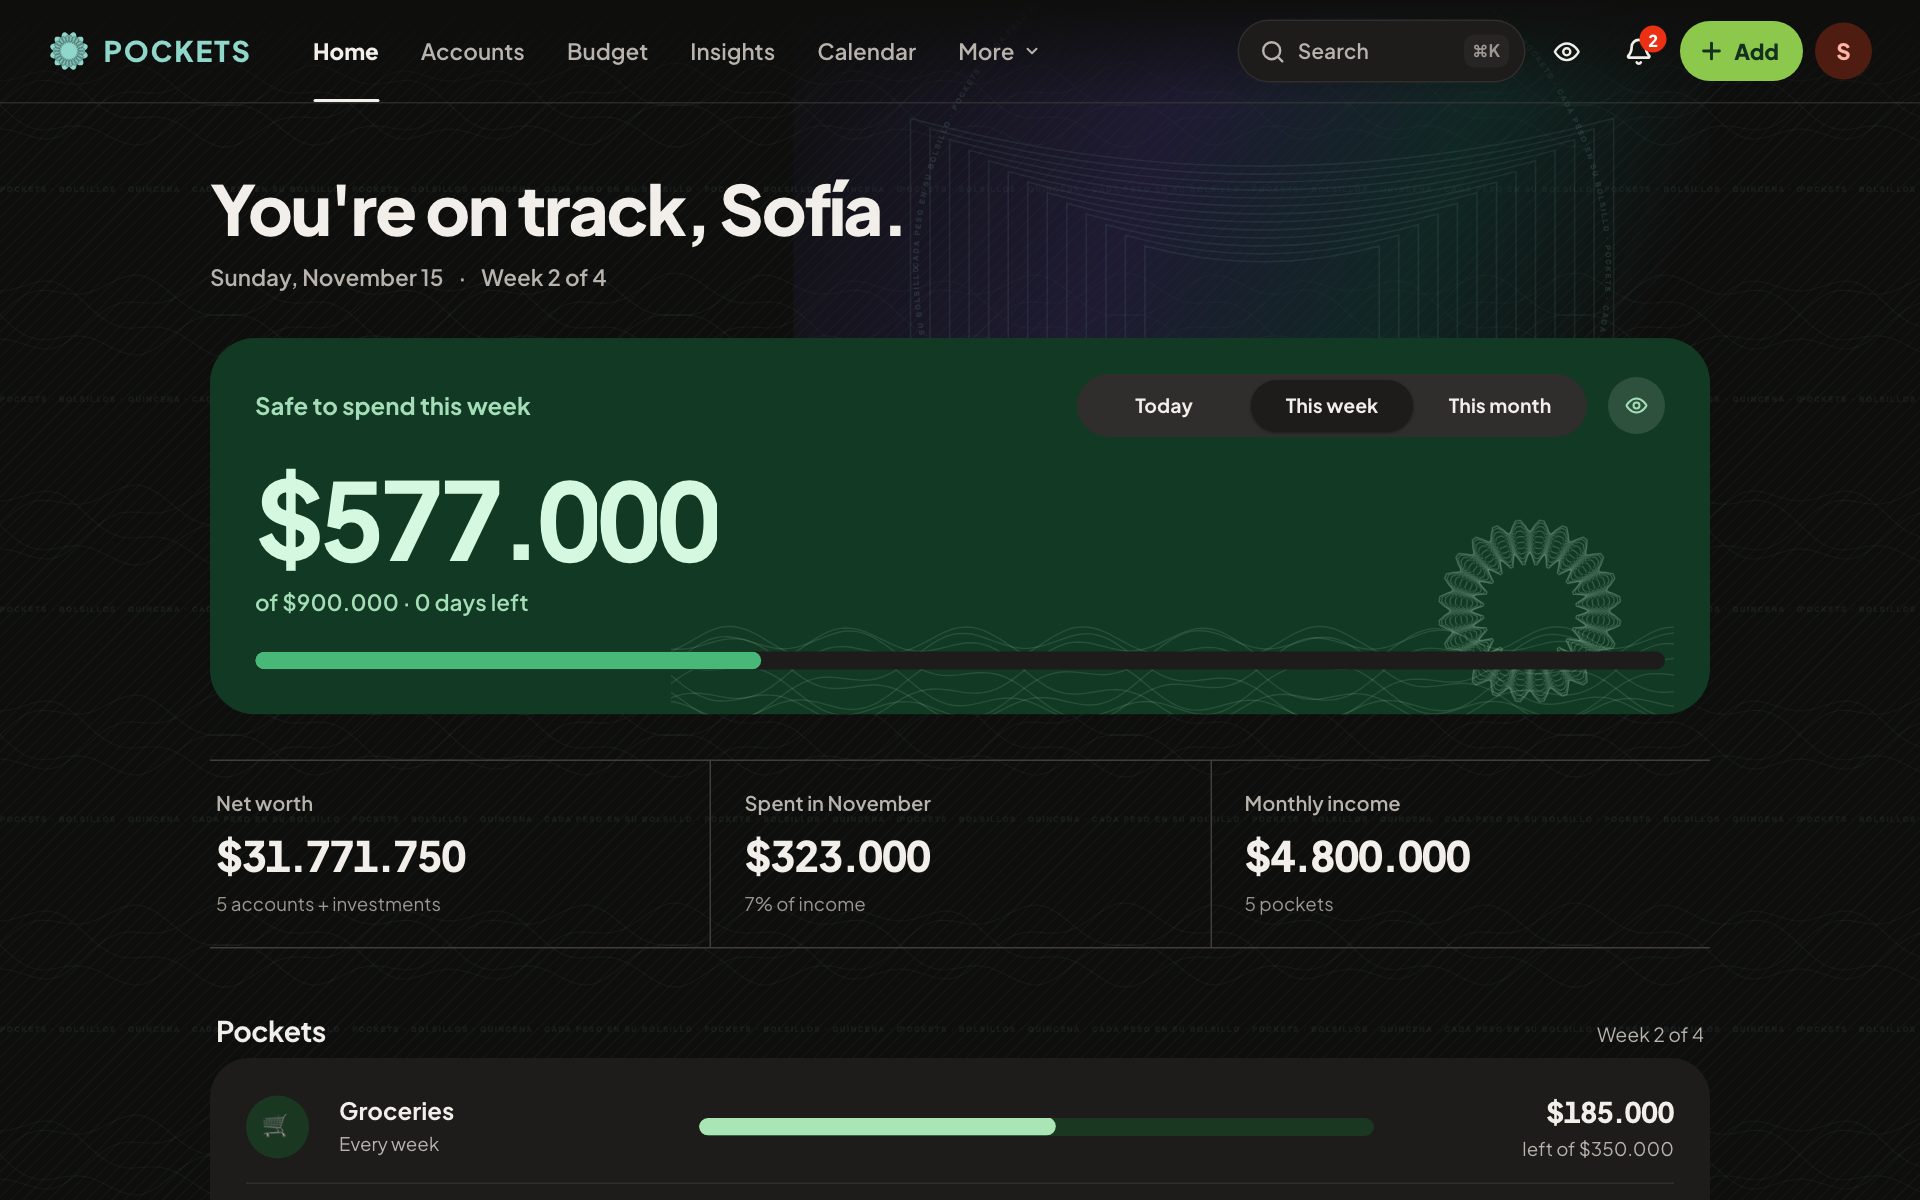 POCKETS
Home
Accounts
Budget
Insights
Calendar
More
Search
⌘K
2
+ Add
S
You're on track, Sofía.
Sunday, November 15 · Week 2 of 4
Safe to spend this week
Today
This week
This month
$577.000
of $900.000 · 0 days left
Net worth
$31.771.750
5 accounts + investments
Spent in November
$323.000
7% of income
Monthly income
$4.800.000
5 pockets
Pockets
Week 2 of 4
Groceries
Every week
$185.000
left of $350.000